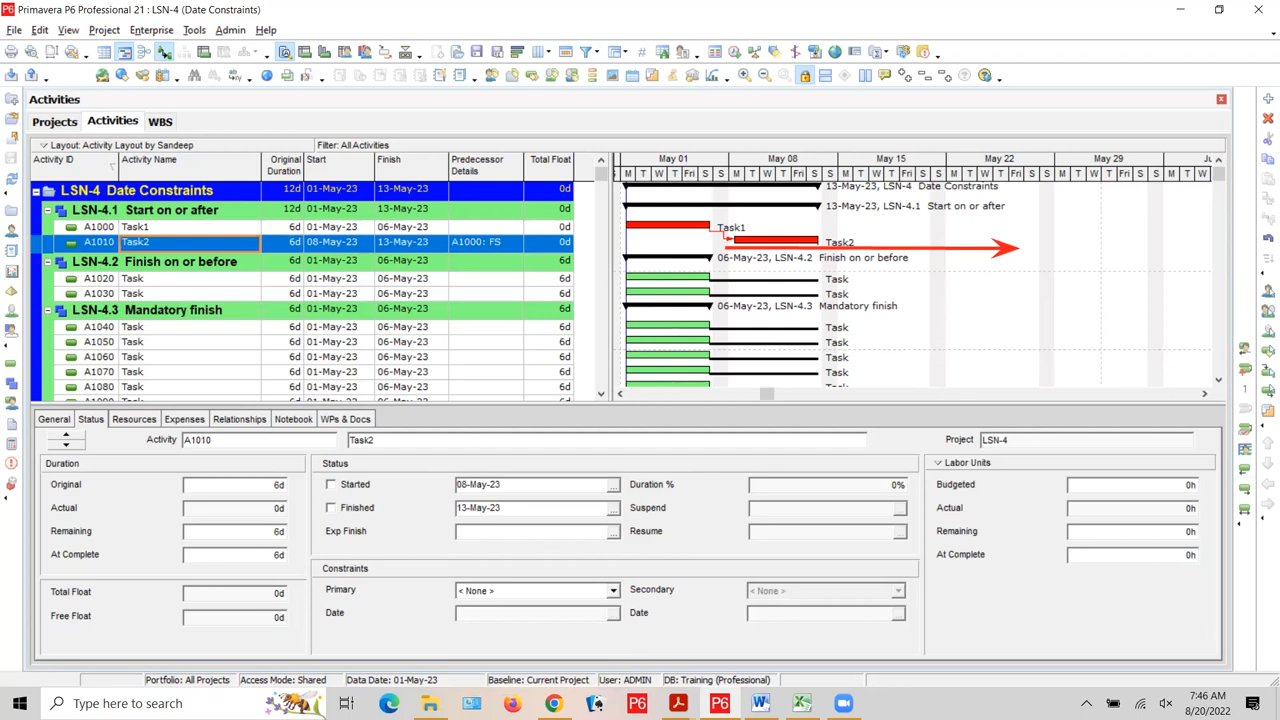 Primavera P6 Professional 21 : LSN-4 (Date Constraints)
File Edit View Project Enterprise Tools Admin Help
Activities
Projects Activities WBS
Layout: Activity Layout by Sandeep Filter: All Activities
Activity ID Activity Name Original Duration Start Finish Predecessor Details Total Float
May 01 May 08 May 15 May 22 May 29 Ju
M T W T Fri S S M T W T Fri S S M T W T Fri S S M T W T Fri S S M T W T Fri S S M T W
LSN-4 Date Constraints 12d 01-May-23 13-May-23 0d 13-May-23, LSN-4 Date Constraints
LSN-4.1 Start on or after 12d 01-May-23 13-May-23 0d 13-May-23, LSN-4.1 Start on or after
A1000 Task1 6d 01-May-23 06-May-23 0d Task1
A1010 Task2 6d 08-May-23 13-May-23 A1000: FS 0d Task2
LSN-4.2 Finish on or before 6d 01-May-23 06-May-23 6d 06-May-23, LSN-4.2 Finish on or before
A1020 Task 6d 01-May-23 06-May-23 6d Task
A1030 Task 6d 01-May-23 06-May-23 6d Task
LSN-4.3 Mandatory finish 6d 01-May-23 06-May-23 6d 06-May-23, LSN-4.3 Mandatory finish
A1040 Task 6d 01-May-23 06-May-23 6d Task
A1050 Task 6d 01-May-23 06-May-23 6d Task
A1060 Task 6d 01-May-23 06-May-23 6d Task
A1070 Task 6d 01-May-23 06-May-23 6d Task
A1080 Task 6d 01-May-23 06-May-23 6d Task
General Status Resources Expenses Relationships Notebook WPs & Docs
Activity A1010 Task2 Project LSN-4
Duration Status Labor Units
Original 6d Started 08-May-23 Duration % 0% Budgeted 0h
Actual 0d Finished 13-May-23 Suspend Actual 0h
Remaining 6d Exp Finish Resume Remaining 0h
At Complete 6d At Complete 0h
Constraints
Total Float 0d Primary < None > Secondary < None >
Free Float 0d Date Date
Portfolio: All Projects Access Mode: Shared Data Date: 01-May-23 Baseline: Current Project User: ADMIN DB: Training (Professional)
Type here to search
7:46 AM
8/20/2022